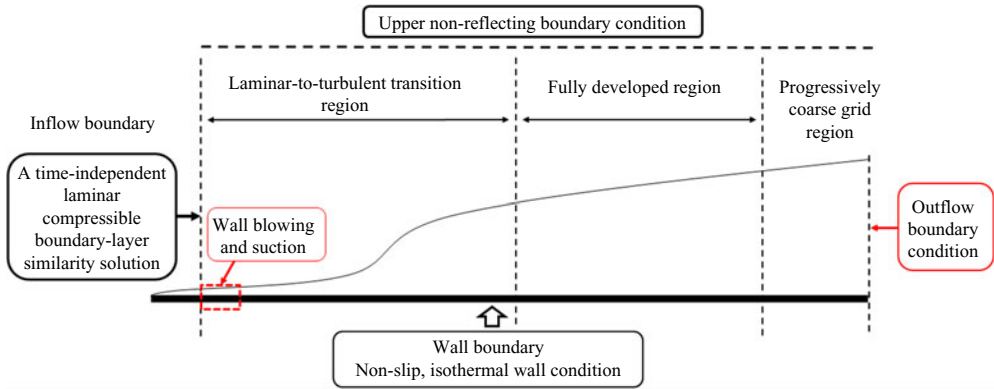 Upper non-reflecting boundary condition
Laminar-to-turbulent transition
region
Fully developed region
Progressively
coarse grid
region
Inflow boundary
A time-independent
laminar
compressible
boundary-layer
similarity solution
Wall blowing
and suction
Outflow
boundary
condition
Wall boundary
Non-slip, isothermal wall condition